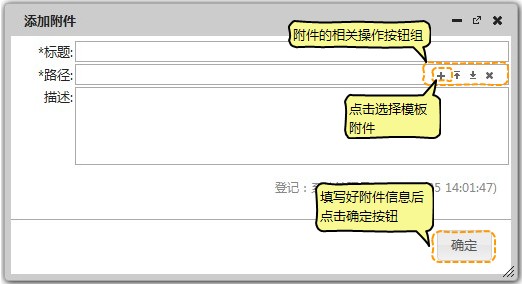 添加附件
附件的相关操作按钮组
*标题:
*路径:
点击选择模板
附件
描述:
登记：
5 14:01:47)
填写好附件信息后
点击确定按钮
确定